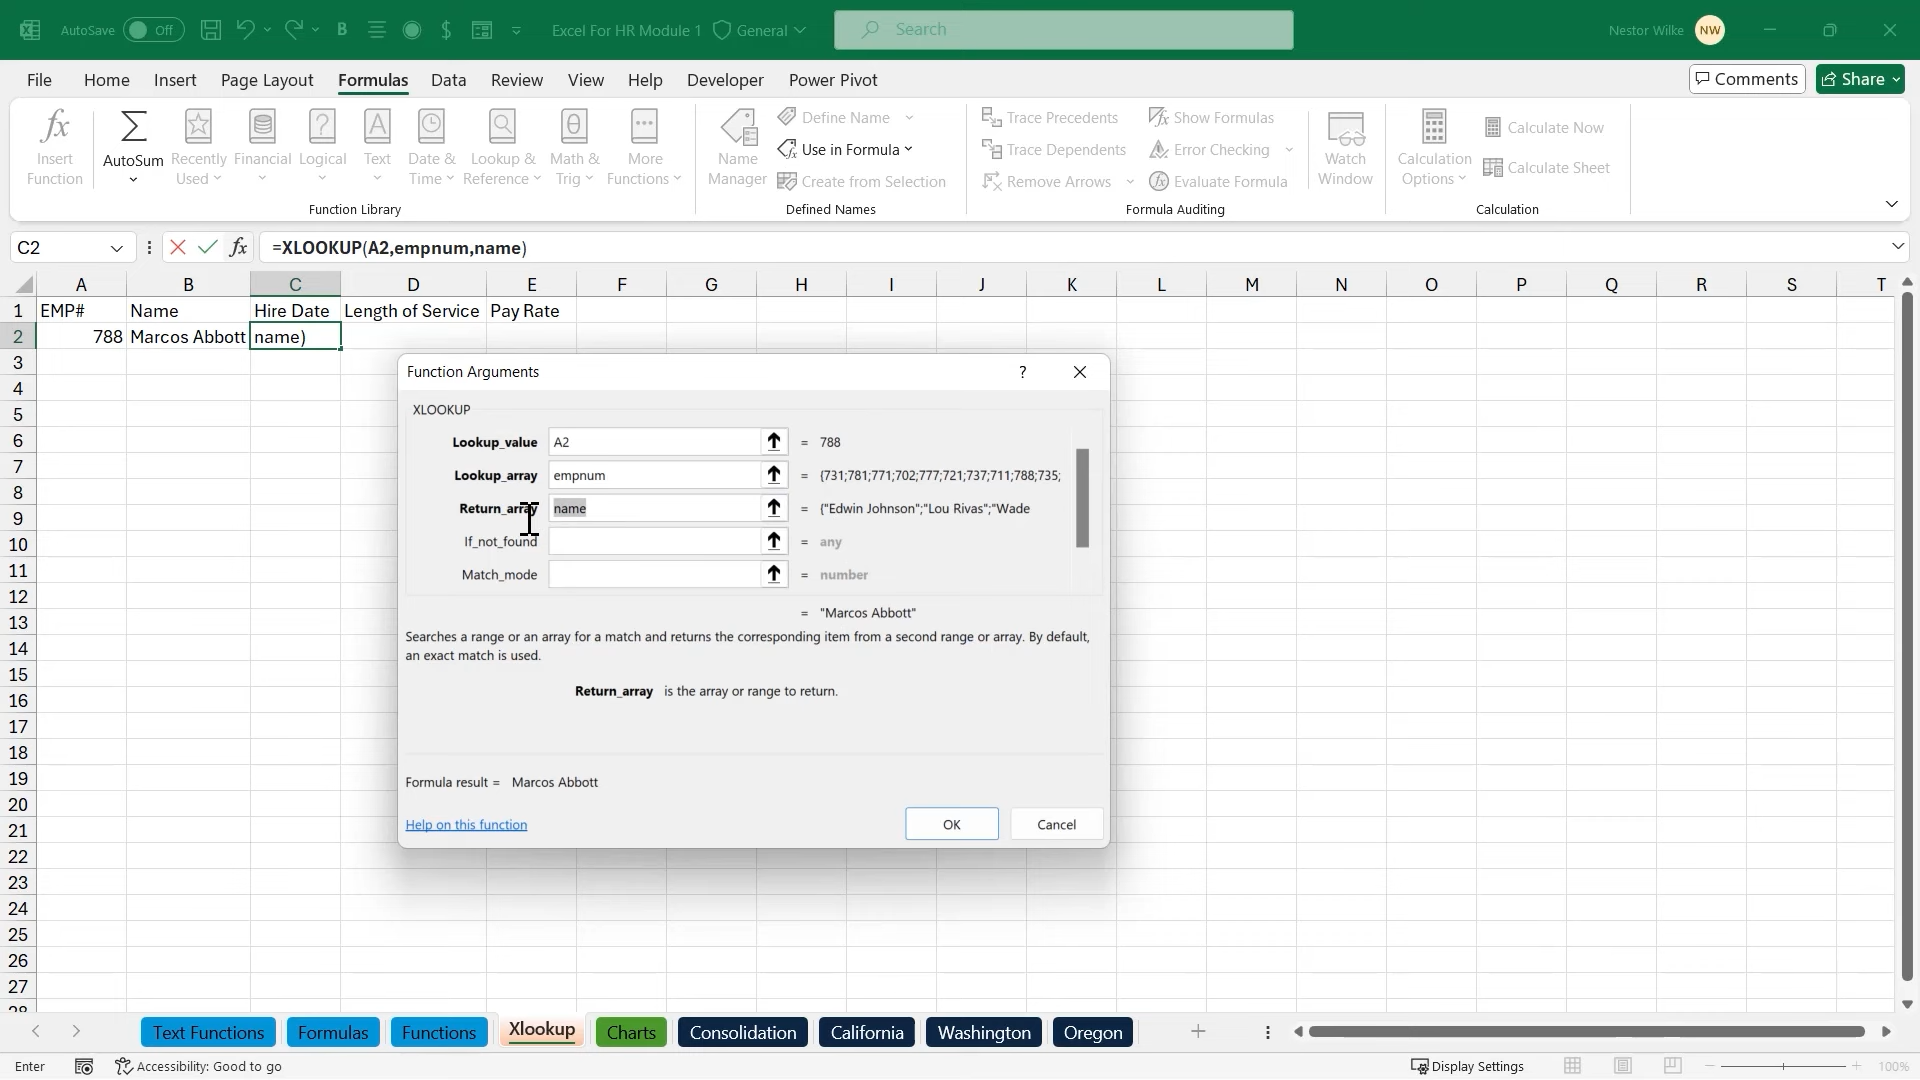 AutoSave Off B $ Excel For HR Module 1 General Search Nestor Wilke NW
File Home Insert Page Layout Formulas Data Review View Help Developer Power Pivot Comments Share
Insert Function
AutoSum
Recently Used
Financial
Logical
Text
Date & Time
Lookup & Reference
Math & Trig
More Functions
Function Library
Name Manager
Define Name
Use in Formula
Create from Selection
Defined Names
Trace Precedents
Trace Dependents
Remove Arrows
Show Formulas
Error Checking
Evaluate Formula
Formula Auditing
Watch Window
Calculation Options
Calculate Now
Calculate Sheet
Calculation
C2 fx =XLOOKUP(A2,empnum,name)
A B C D E F G H I J K L M N O P Q R S T
1 EMP# Name Hire Date Length of Service Pay Rate
2 788 Marcos Abbott name)
3
4
5
6
7
8
9
10
11
12
13
14
15
16
17
18
19
20
21
22
23
24
25
26
27
28
Function Arguments ?
XLOOKUP
Lookup_value A2 = 788
Lookup_array empnum = {731;781;771;702;777;721;737;711;788;735;
Return_array name = {"Edwin Johnson";"Lou Rivas";"Wade
If_not_found = any
Match_mode = number
= "Marcos Abbott"
Searches a range or an array for a match and returns the corresponding item from a second range or array. By default,
an exact match is used.
Return_array is the array or range to return.
Formula result = Marcos Abbott
Help on this function OK Cancel
Text Functions Formulas Functions Xlookup Charts Consolidation California Washington Oregon
Enter Accessibility: Good to go Display Settings 100%